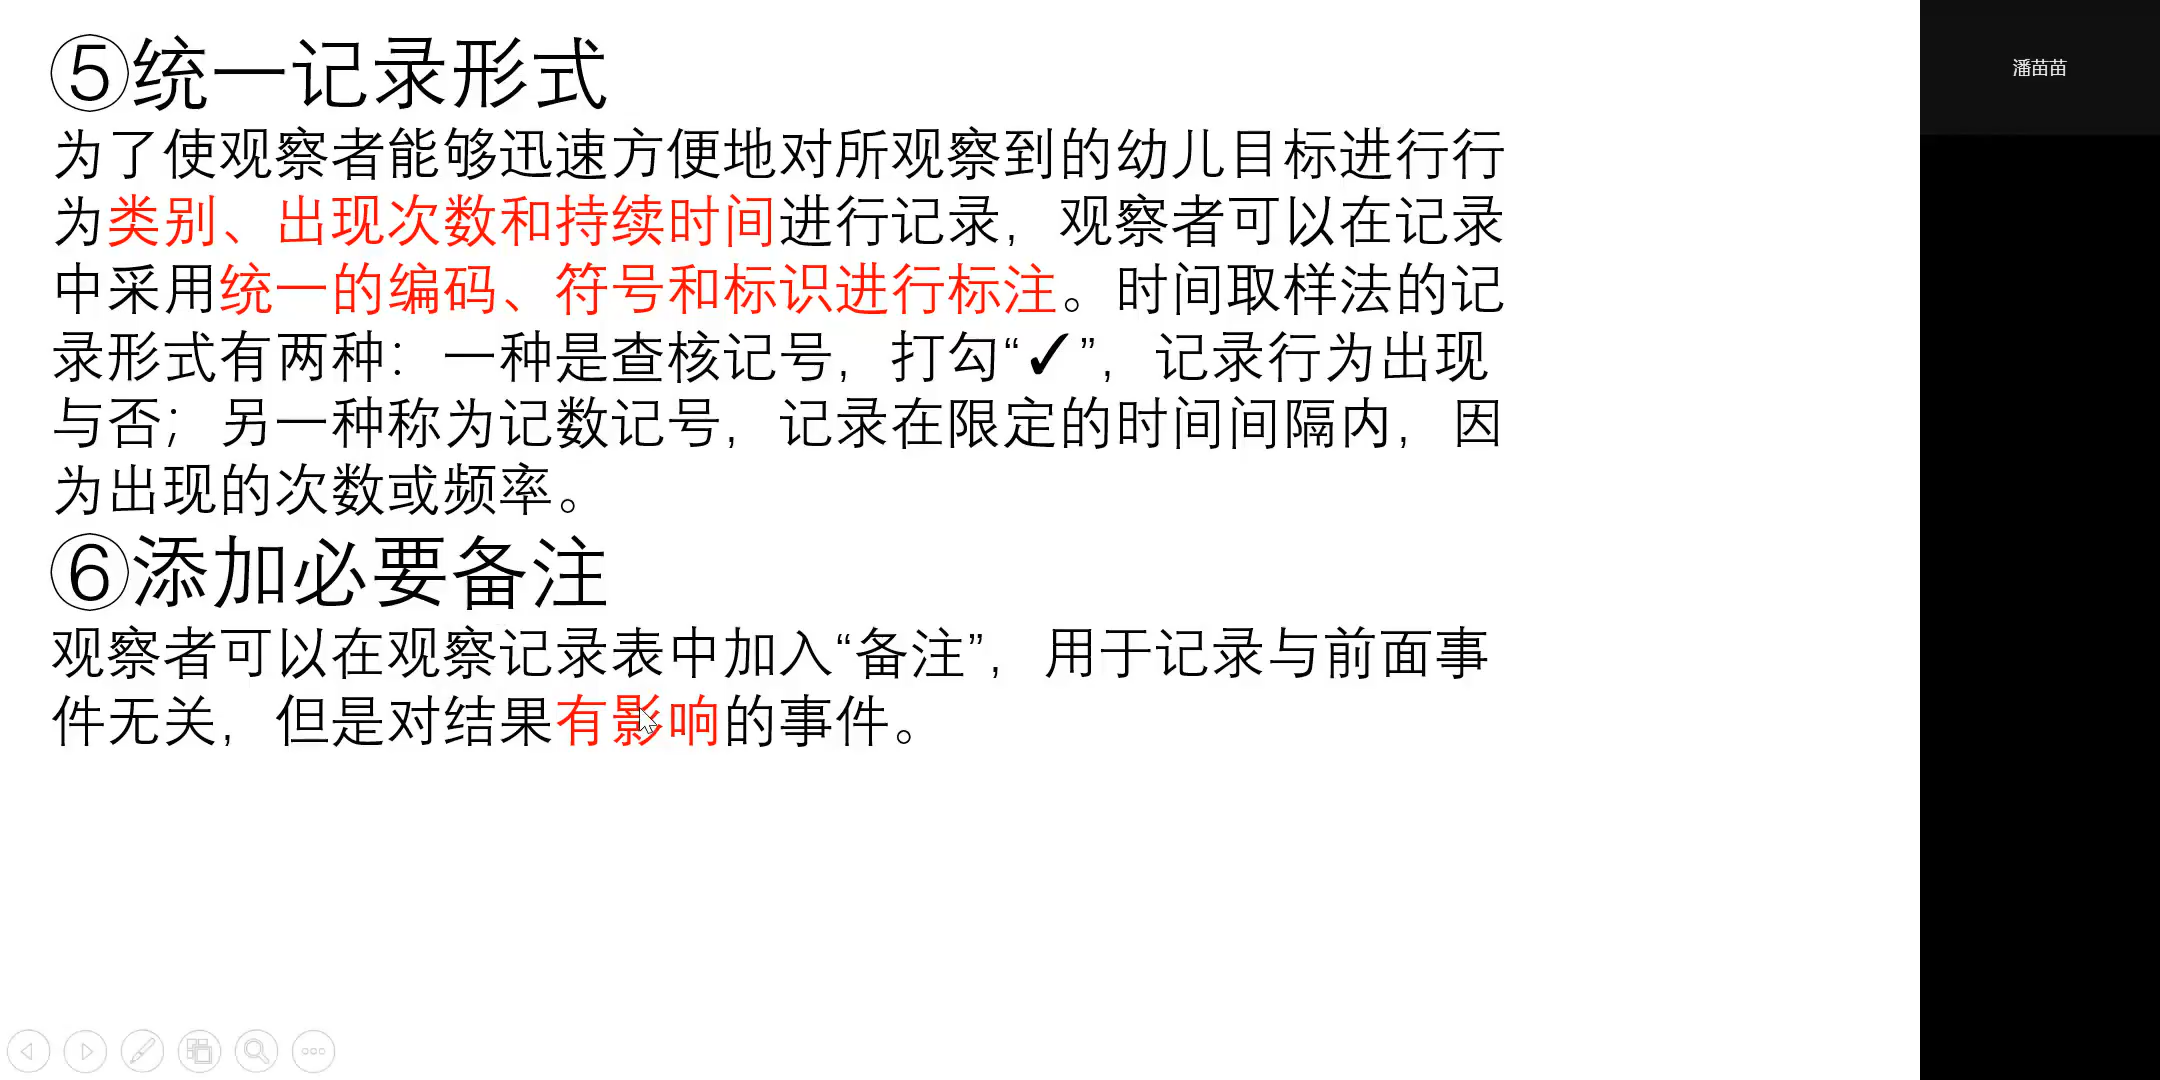 ⑤统一记录形式
为了使观察者能够迅速方便地对所观察到的幼儿目标进行行
为类别、出现次数和持续时间进行记录，观察者可以在记录
中采用统一的编码、符号和标识进行标注。时间取样法的记
录形式有两种：一种是查核记号，打勾“✓”，记录行为出现
与否；另一种称为记数记号，记录在限定的时间间隔内，因
为出现的次数或频率。
⑥添加必要备注
观察者可以在观察记录表中加入“备注”，用于记录与前面事
件无关，但是对结果有影响的事件。
潘苗苗